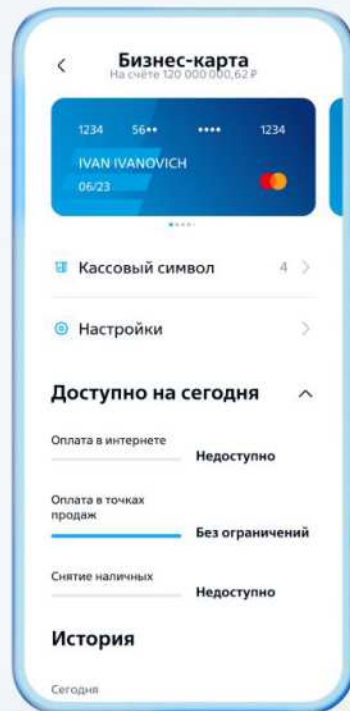 Бизнес-карта
На счёте 120 000 000,62 ₽
1234 56•• •••• 1234
IVAN IVANOVICH
06/23
Кассовый символ 4
Настройки
Доступно на сегодня
Оплата в интернете
Недоступно
Оплата в точках
продаж
Без ограничений
Снятие наличных
Недоступно
История
Сегодня